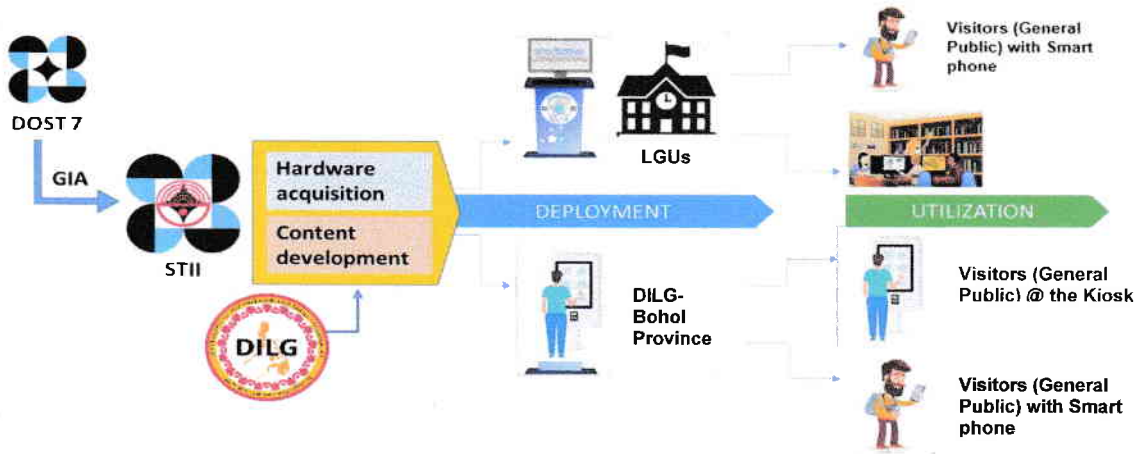 DOST 7
GIA
STII
Hardware
acquisition
Content
development
DILG
LGUs
DEPLOYMENT
DILG-
Bohol
Province
Visitors (General
Public) with Smart
phone
UTILIZATION
Visitors (General
Public) @ the Kiosk
Visitors (General
Public) with Smart
phone